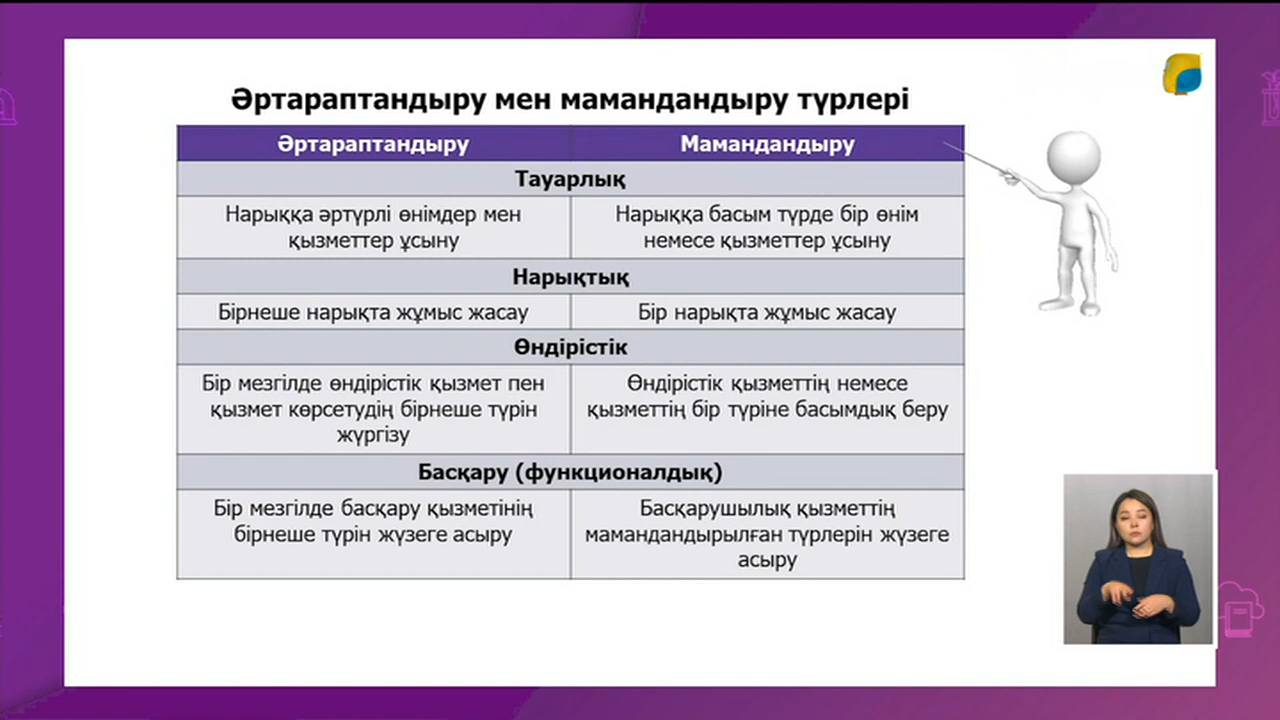 Әртараптандыру мен мамандандыру түрлері
Әртараптандыру
Мамандандыру
Тауарлық
Нарыққа әртүрлі өнімдер мен
қызметтер ұсыну
Нарыққа басым түрде бір өнім
немесе қызметтер ұсыну
Нарықтық
Бірнеше нарықта жұмыс жасау
Бір нарықта жұмыс жасау
Өндірістік
Бір мезгілде өндірістік қызмет пен
қызмет көрсетудің бірнеше түрін
жүргізу
Өндірістік қызметтің немесе
қызметтің бір түріне басымдық беру
Басқару (функционалдық)
Бір мезгілде басқару қызметінің
бірнеше түрін жүзеге асыру
Басқарушылық қызметтің
мамандандырылған түрлерін жүзеге
асыру